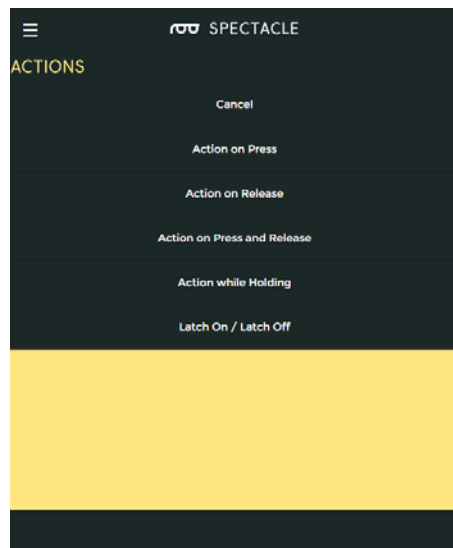 SPECTACLE
ACTIONS
Cancel
Action on Press
Action on Release
Action on Press and Release
Action while Holding
Latch On / Latch Off